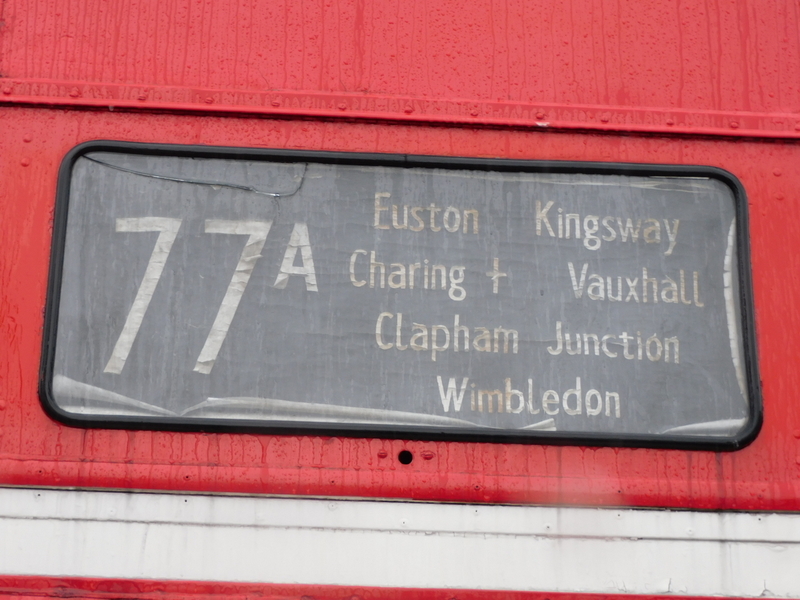 77A
Euston Kingsway
Charing + Vauxhall
Clapham Junction
Wimbledon